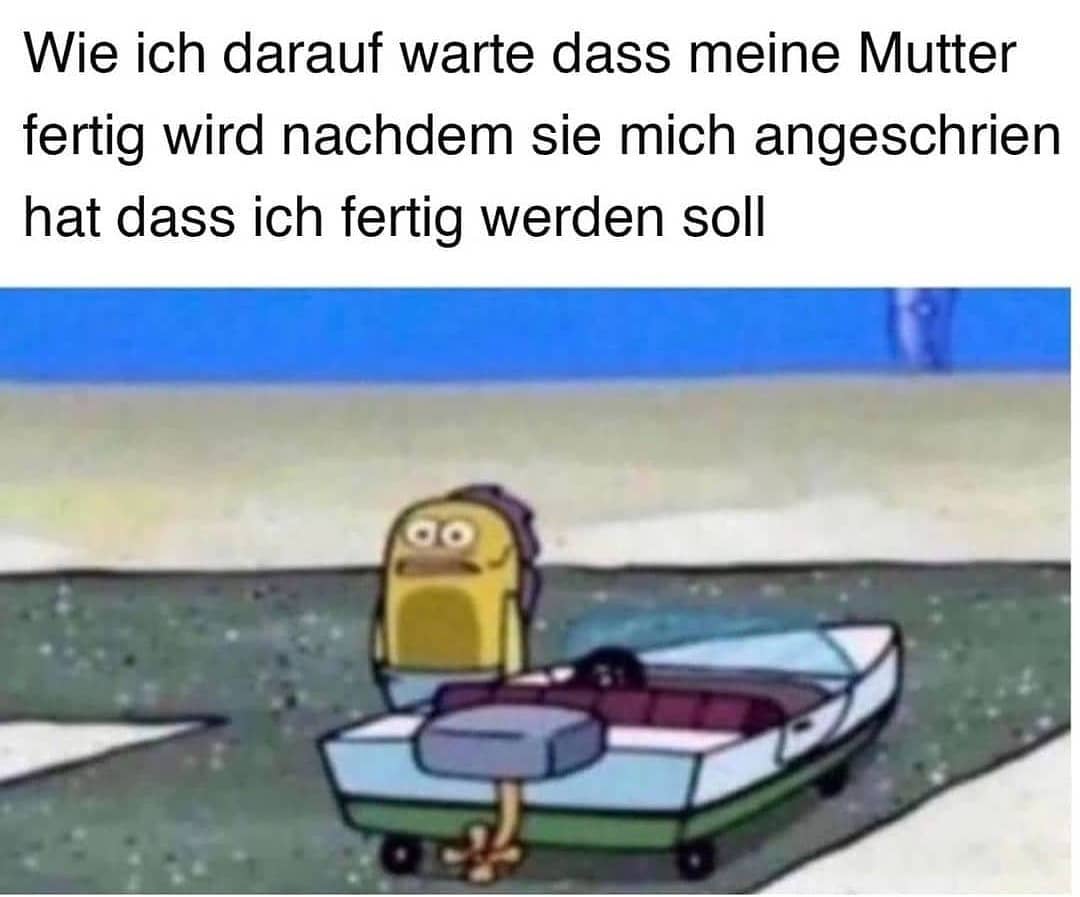 Wie ich darauf warte dass meine Mutter
fertig wird nachdem sie mich angeschrien
hat dass ich fertig werden soll